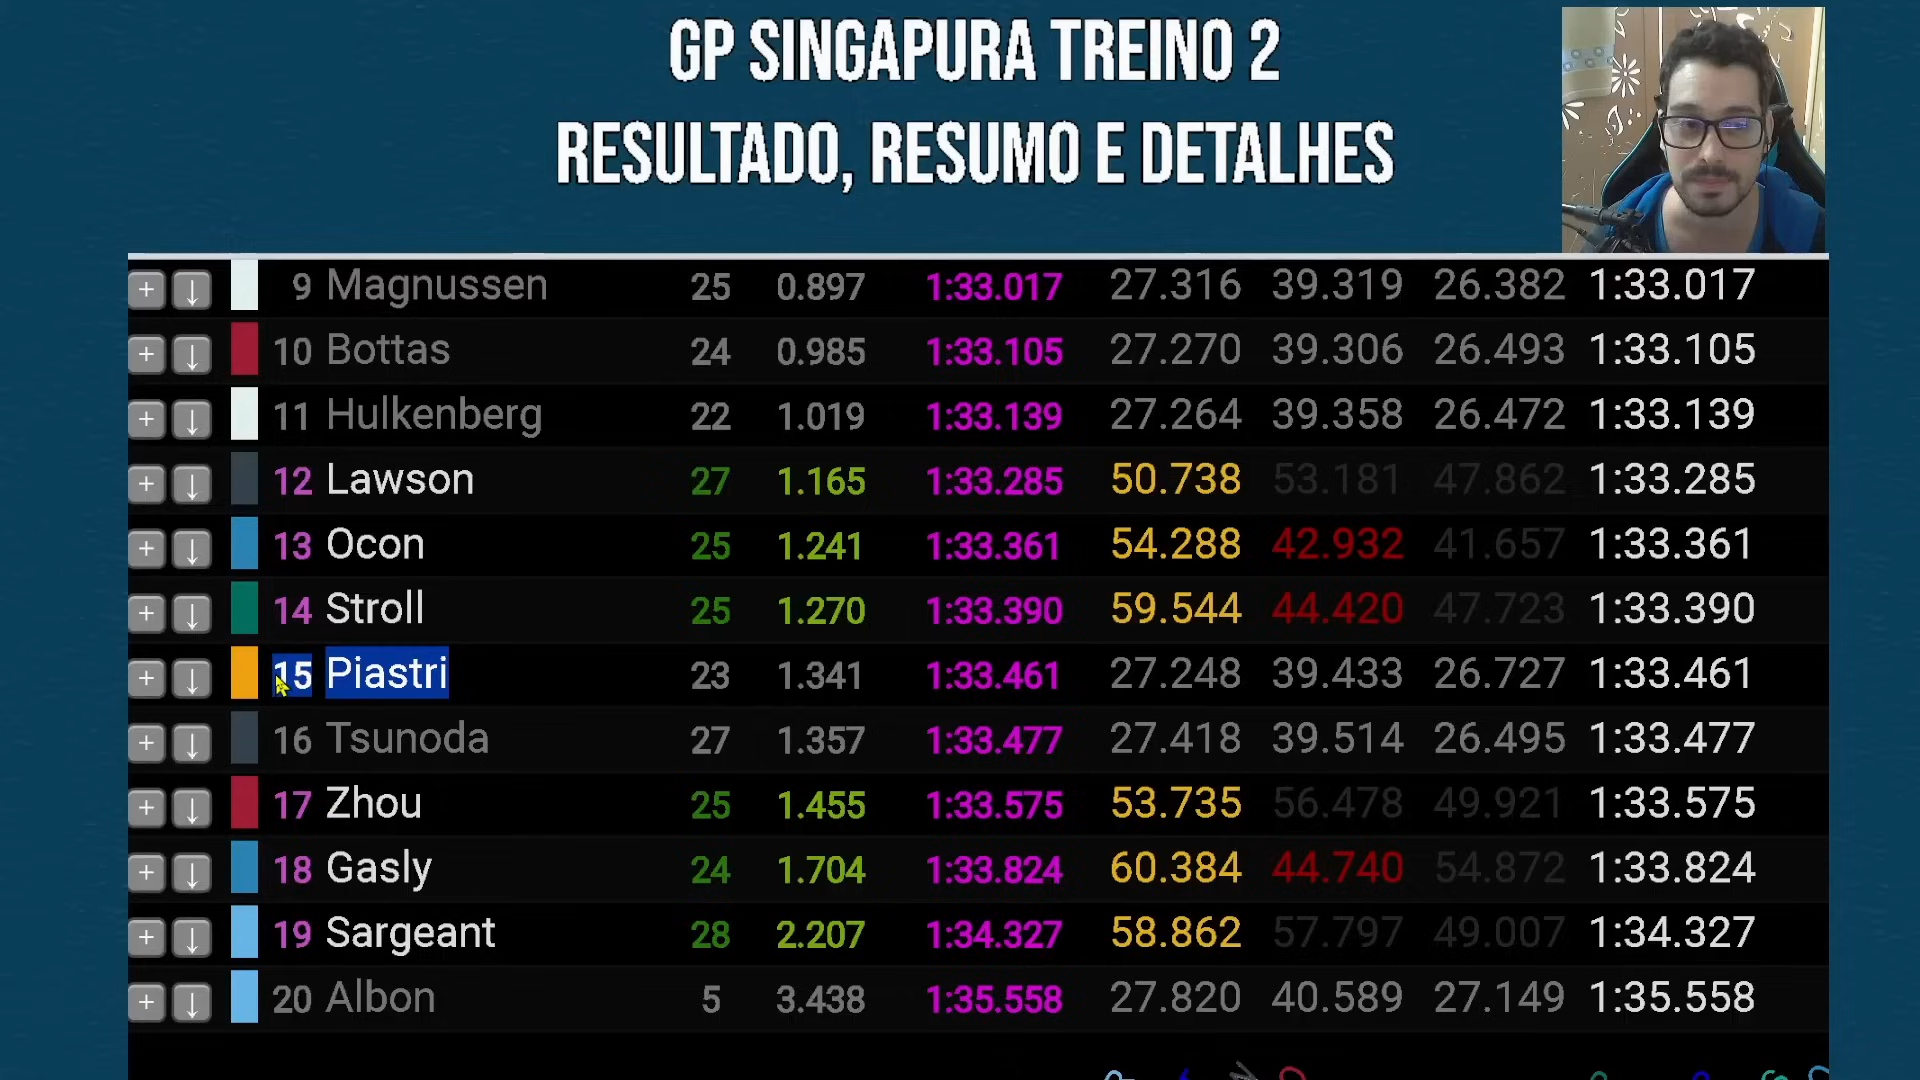 GP SINGAPURA TREINO 2
RESULTADO, RESUMO E DETALHES
+ ↓ 9 Magnussen 25 0.897 1:33.017 27.316 39.319 26.382 1:33.017
+ ↓ 10 Bottas 24 0.985 1:33.105 27.270 39.306 26.493 1:33.105
+ ↓ 11 Hulkenberg 22 1.019 1:33.139 27.264 39.358 26.472 1:33.139
+ ↓ 12 Lawson 27 1.165 1:33.285 50.738 53.181 47.862 1:33.285
+ ↓ 13 Ocon 25 1.241 1:33.361 54.288 42.932 41.657 1:33.361
+ ↓ 14 Stroll 25 1.270 1:33.390 59.544 44.420 47.723 1:33.390
+ ↓ 15 Piastri 23 1.341 1:33.461 27.248 39.433 26.727 1:33.461
+ ↓ 16 Tsunoda 27 1.357 1:33.477 27.418 39.514 26.495 1:33.477
+ ↓ 17 Zhou 25 1.455 1:33.575 53.735 56.478 49.921 1:33.575
+ ↓ 18 Gasly 24 1.704 1:33.824 60.384 44.740 54.872 1:33.824
+ ↓ 19 Sargeant 28 2.207 1:34.327 58.862 57.797 49.007 1:34.327
+ ↓ 20 Albon 5 3.438 1:35.558 27.820 40.589 27.149 1:35.558